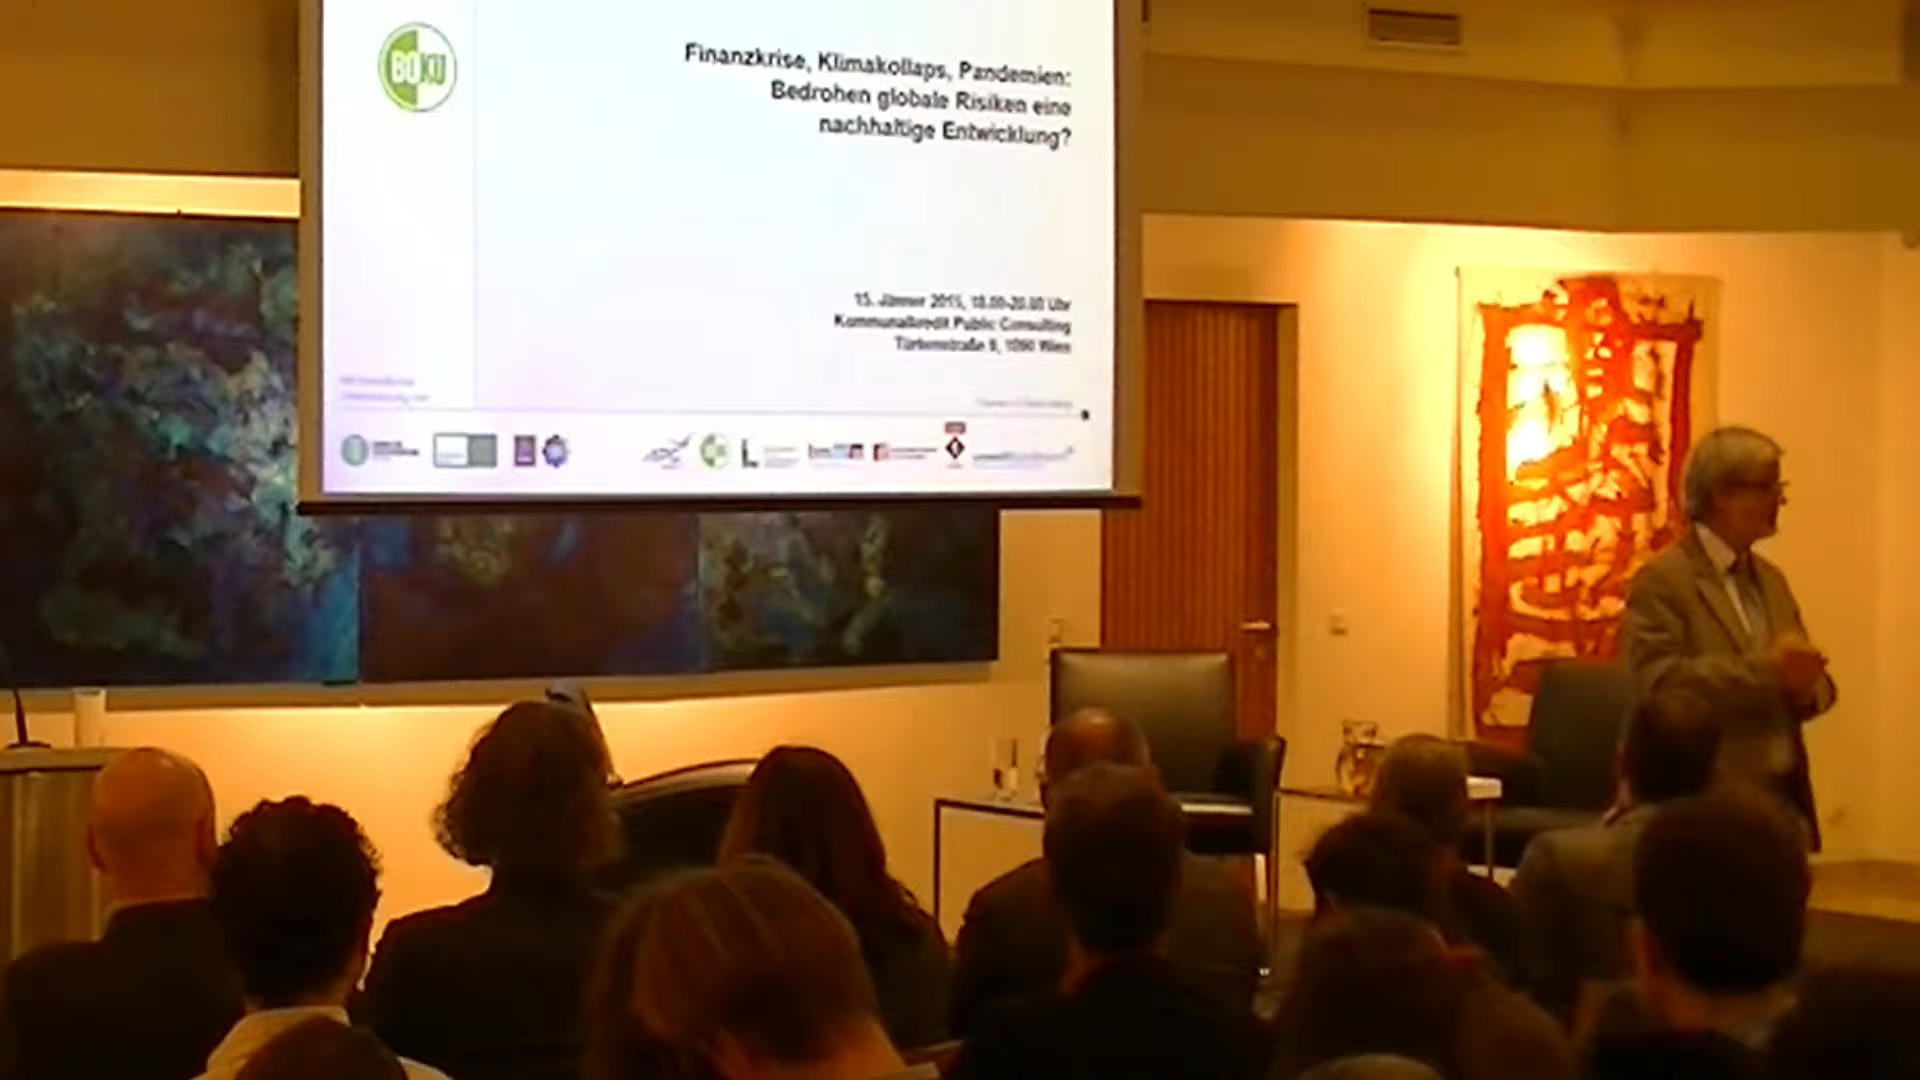 BOKU
Finanzkrise, Klimakollaps, Pandemien:
Bedrohen globale Risiken eine
nachhaltige Entwicklung?
15. Jänner 2015, 18.00-20.00 Uhr
Kommunalkredit Public Consulting
Türkenstraße 9, 1090 Wien